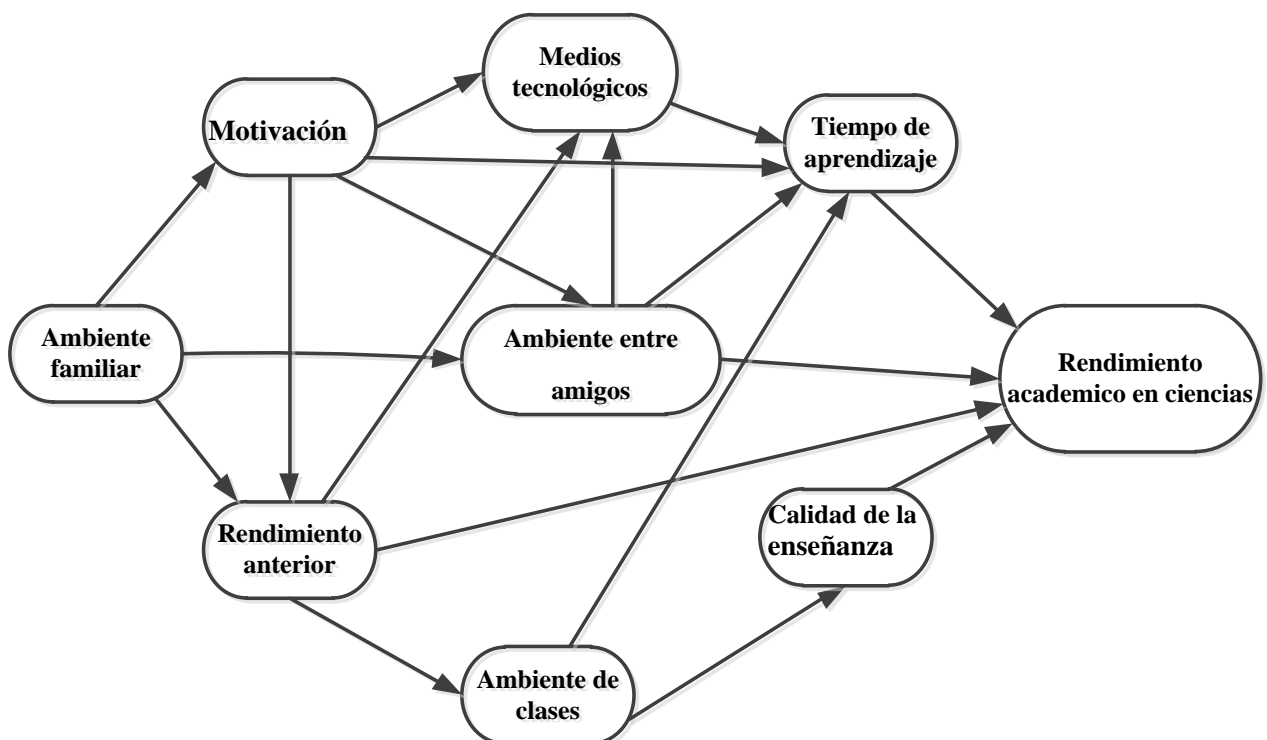 Medios
tecnológicos
Motivación
Tiempo de
aprendizaje
Ambiente
familiar
Ambiente entre
amigos
Rendimiento
academico en ciencias
Rendimiento
anterior
Calidad de la
enseñanza
Ambiente de
clases